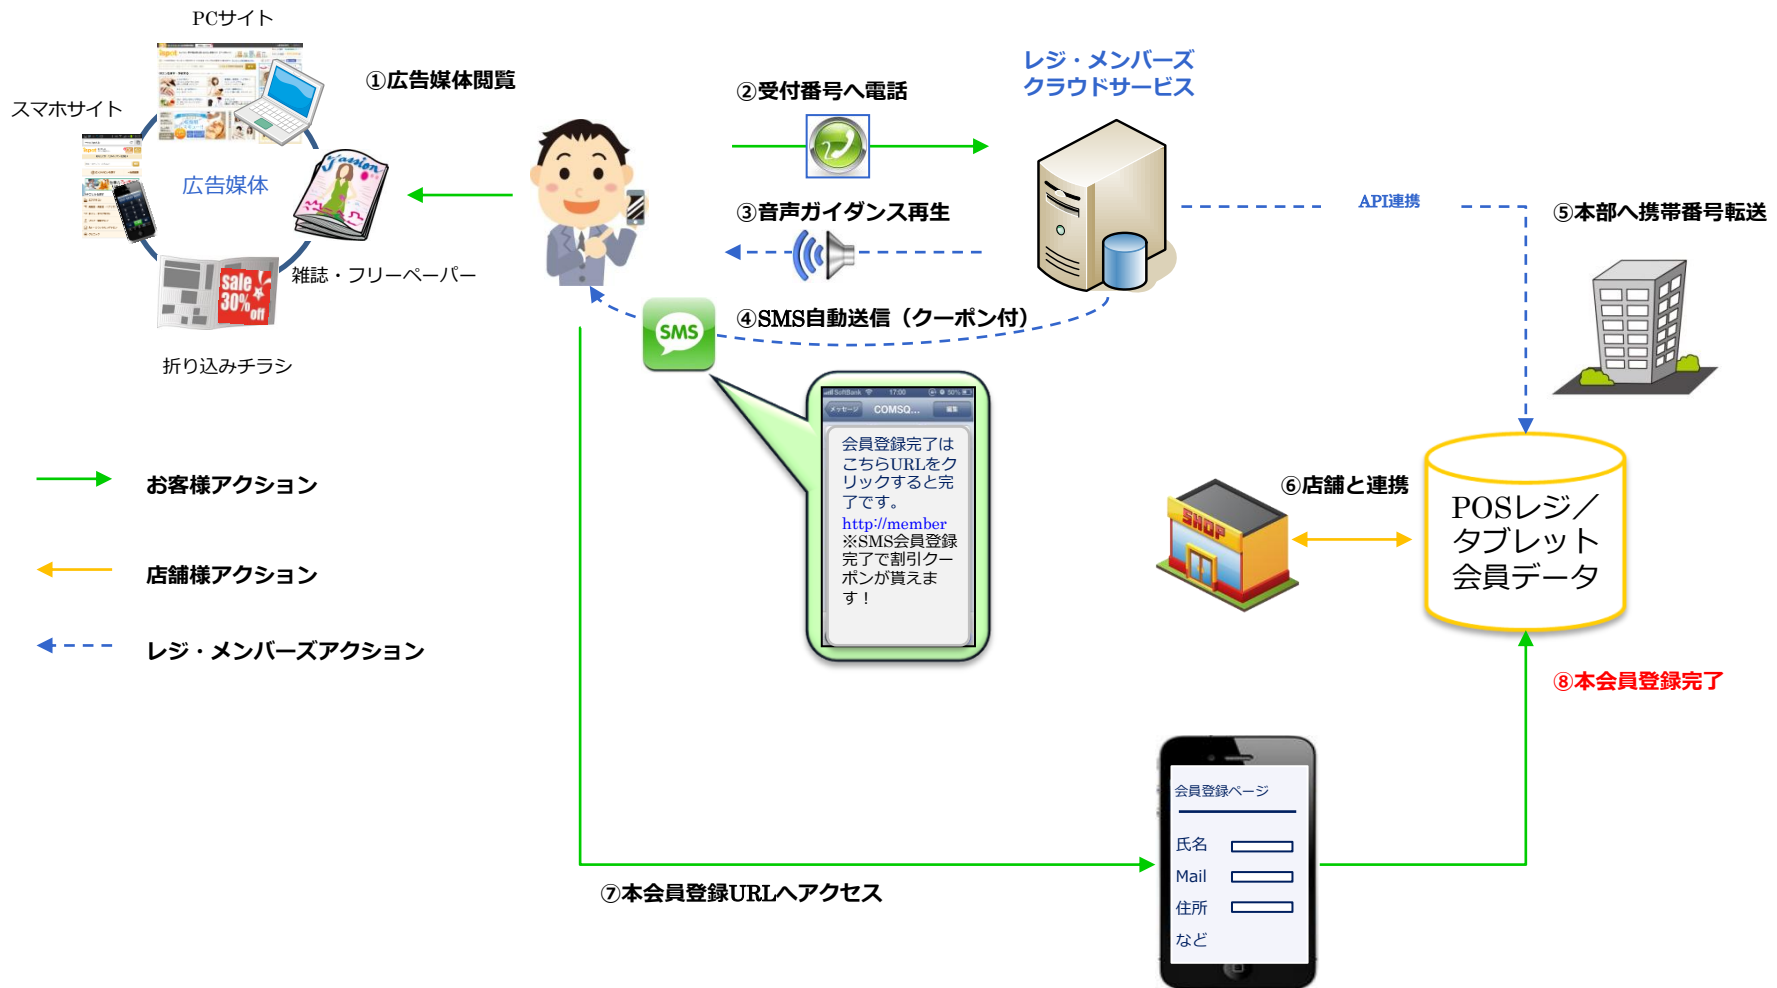 PCサイト
①広告媒体閲覧
スマホサイト
広告媒体
雑誌・フリーペーパー
sale
30%
off
折り込みチラシ
②受付番号へ電話
レジ・メンバーズ
クラウドサービス
③音声ガイダンス再生
API連携
⑤本部へ携帯番号転送
SMS
④SMS自動送信（クーポン付）
SoftBank 17:00 50%
メッセージ COMSQ... 編集
会員登録完了は
こちらURLをク
リックすると完
了です。
http://member
※SMS会員登録
完了で割引クー
ポンが貰えま
す！
お客様アクション
店舗様アクション
レジ・メンバーズアクション
⑥店舗と連携
SHOP
POSレジ／
タブレット
会員データ
⑧本会員登録完了
会員登録ページ
氏名
Mail
住所
など
⑦本会員登録URLへアクセス